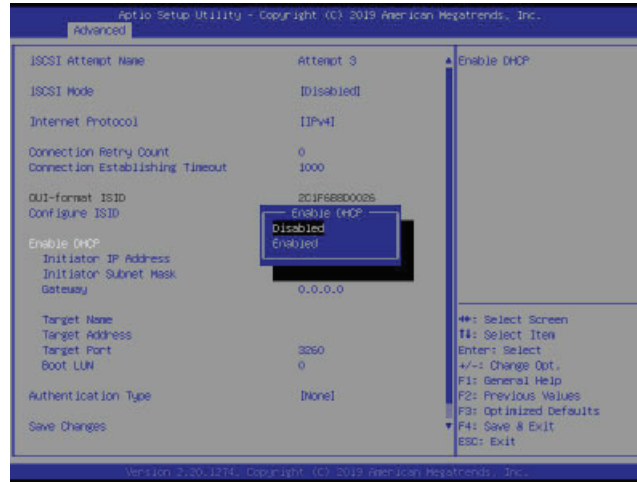 Aptio Setup Utility - Copyright (C) 2019 American Megatrends, Inc.
Advanced
iSCSI Attempt Name Attempt 3
iSCSI Mode [Disabled]
Internet Protocol [IPv4]
Connection Retry Count 0
Connection Establishing Timeout 1000
OUI-format ISID 2C1F6B8D0026
Configure ISID
Enable DHCP
Initiator IP Address
Initiator Subnet Mask
Gateway 0.0.0.0
Target Name
Target Address
Target Port 3260
Boot LUN 0
Authentication Type [None]
Save Changes
Enable DHCP
Disabled
Enabled
Enable DHCP
: Select Screen
↑↓: Select Item
Enter: Select
+/-: Change Opt.
F1: General Help
F2: Previous Values
F3: Optimized Defaults
F4: Save & Exit
ESC: Exit
Version 2.20.1274. Copyright (C) 2019 American Megatrends, Inc.